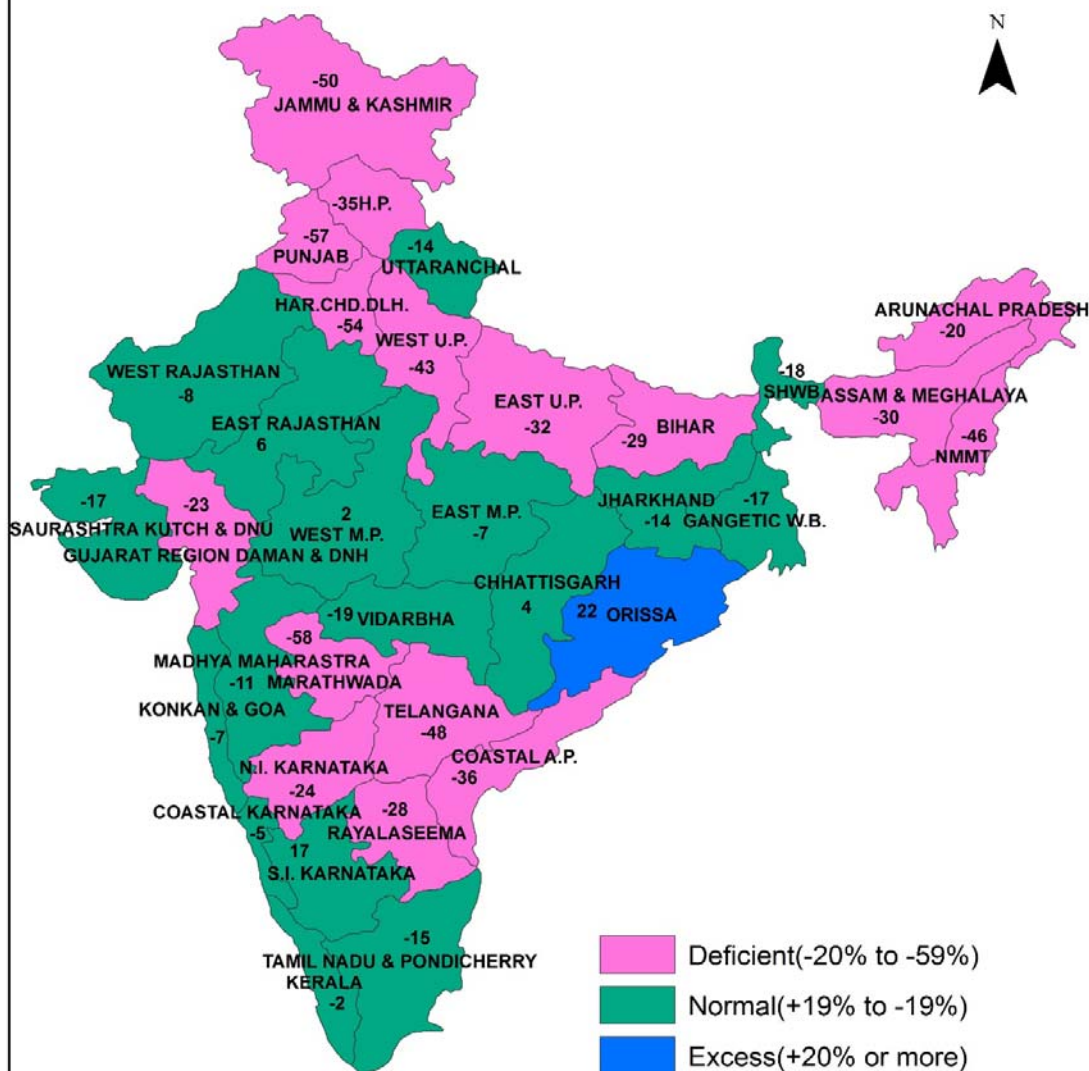 N
-50
JAMMU & KASHMIR
-35H.P.
-57
PUNJAB
-14
UTTARANCHAL
HAR.CHD.DLH.
-54
WEST U.P.
-43
ARUNACHAL PRADESH
-20
WEST RAJASTHAN
-8
-18
SHWB
ASSAM & MEGHALAYA
-30
EAST RAJASTHAN
6
EAST U.P.
-32
BIHAR
-29
-46
NMMT
-17
SAURASHTRA KUTCH & DNU
-23
GUJARAT REGION DAMAN & DNH
2
WEST M.P.
EAST M.P.
-7
JHARKHAND
-14
-17
GANGETIC W.B.
CHHATTISGARH
4
22 ORISSA
-19 VIDARBHA
-58
MADHYA MAHARASTRA
-11
MARATHWADA
KONKAN & GOA
-7
TELANGANA
-48
COASTAL A.P.
-36
N.I. KARNATAKA
-24
COASTAL KARNATAKA
-5
-28
RAYALASEEMA
17
S.I. KARNATAKA
-15
TAMIL NADU & PONDICHERRY
KERALA
-2
Deficient(-20% to -59%)
Normal(+19% to -19%)
Excess(+20% or more)